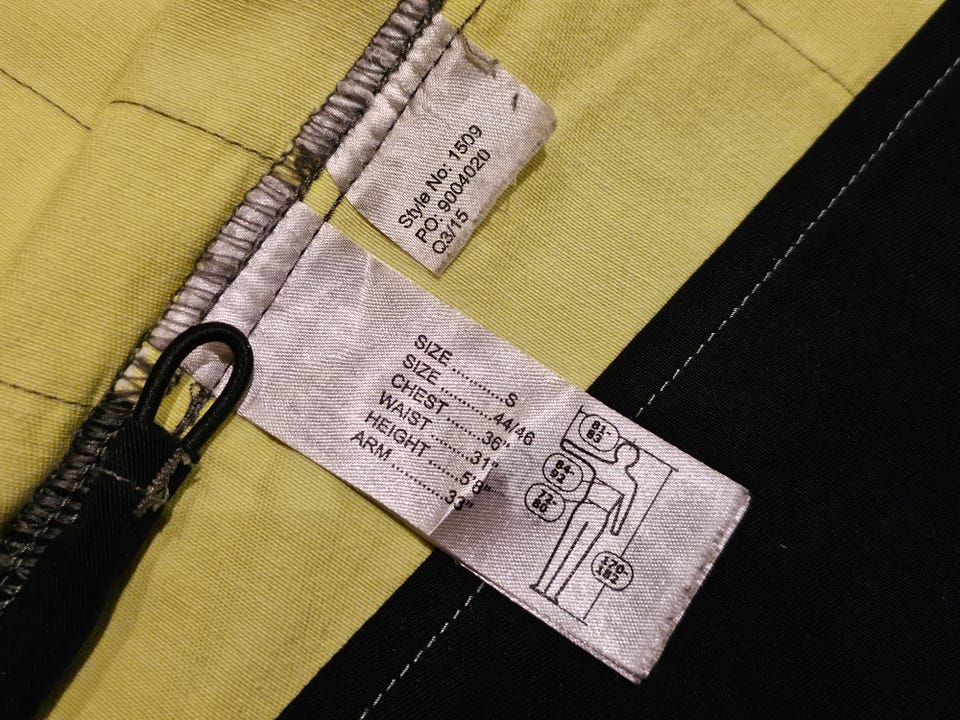 Style No: 1509
PO: 9004020
Q3/15
SIZE ............S
SIZE ............44/46
CHEST ........36"
WAIST ........31"
HEIGHT ......5'8"
ARM ............33"
81-
83
84-
92
72-
80
170-
182